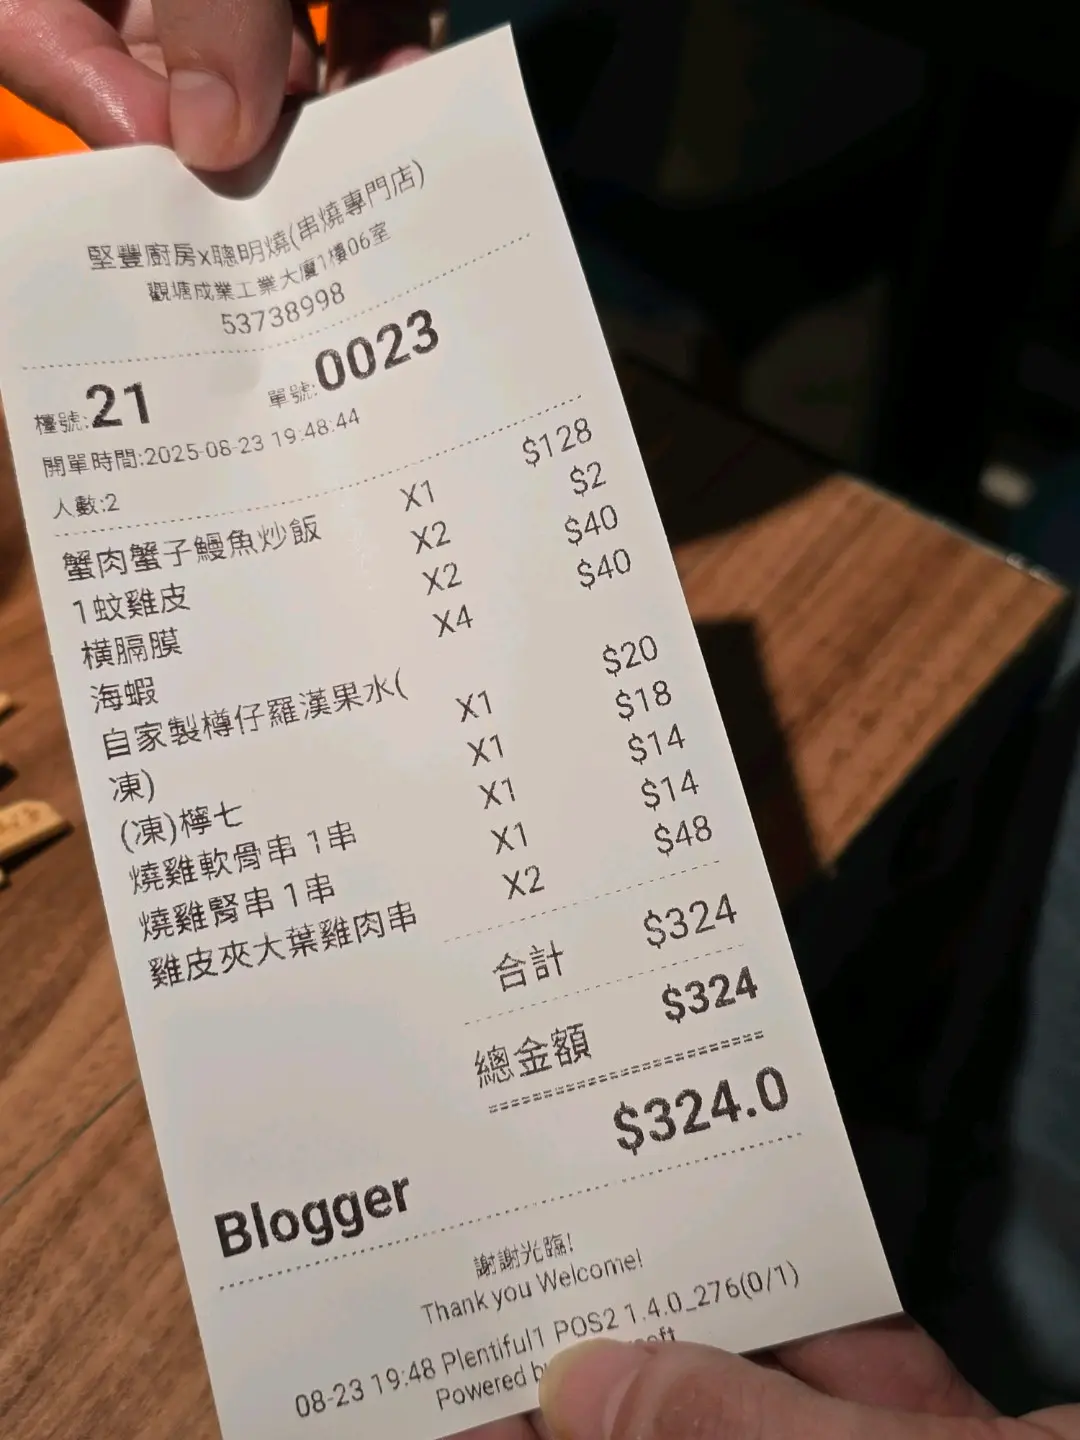 堅豐廚房x聰明燒(串燒專門店)
觀塘成業工業大廈1樓06室
53738998
檯號:21 單號:0023
開單時間:2025-08-23 19:48:44
人數:2
蟹肉蟹子鰻魚炒飯 X1 $128
1蚊雞皮 X2 $2
橫膈膜 X2 $40
海蝦 X4 $40
自家製樽仔羅漢果水(
凍) X1 $20
(凍)檸七 X1 $18
燒雞軟骨串 1串 X1 $14
燒雞腎串 1串 X1 $14
雞皮夾大葉雞肉串 X2 $48
合計 $324
總金額 $324
$324.0
Blogger
謝謝光臨!
Thank you Welcome!
08-23 19:48 Plentiful1 POS2 1.4.0_276(0/1)
Powered